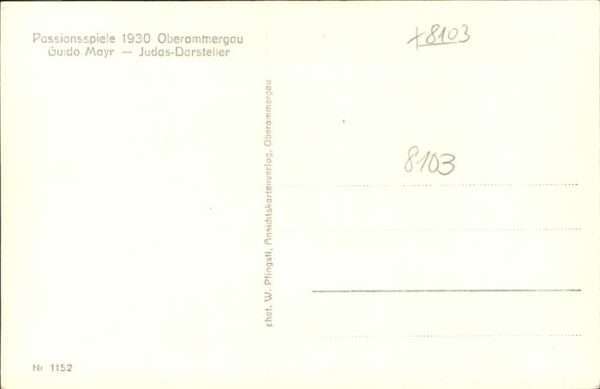 Passionsspiele 1930 Oberammergau
Guido Mayr — Judas-Darsteller
+8103
8103
phot. W. Pfingstl, Ansichtskartenverlag, Oberammergau
Nr 1152